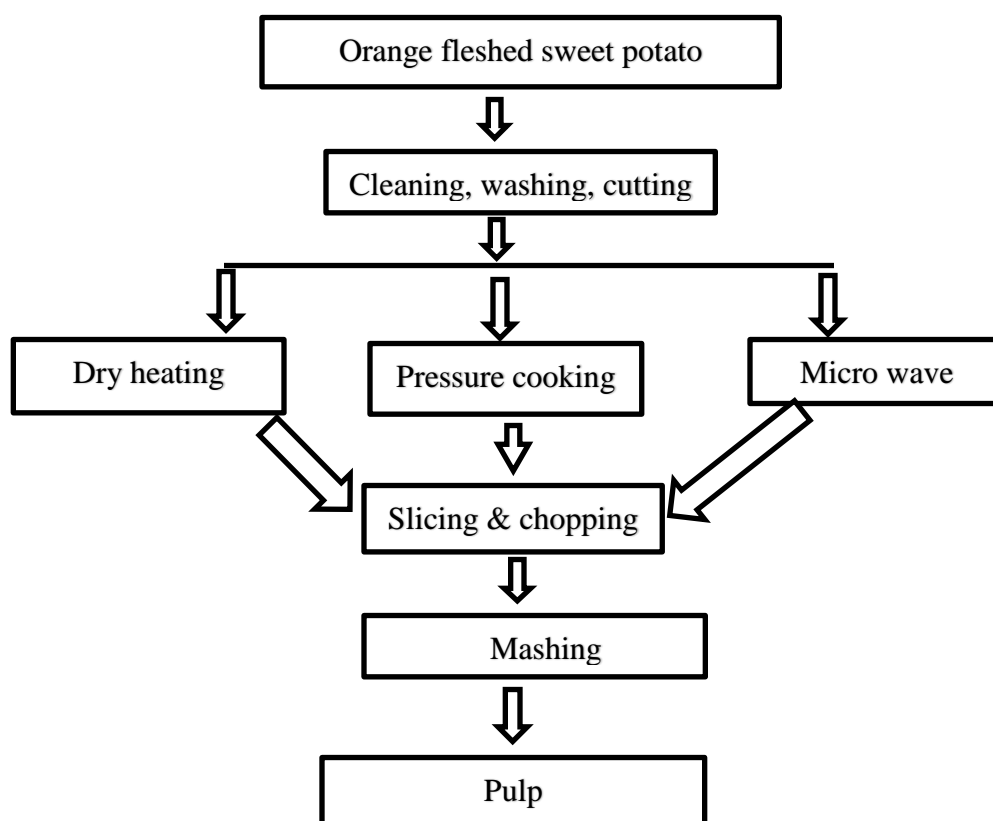 Orange fleshed sweet potato
Cleaning, washing, cutting
Dry heating
Pressure cooking
Micro wave
Slicing & chopping
Mashing
Pulp